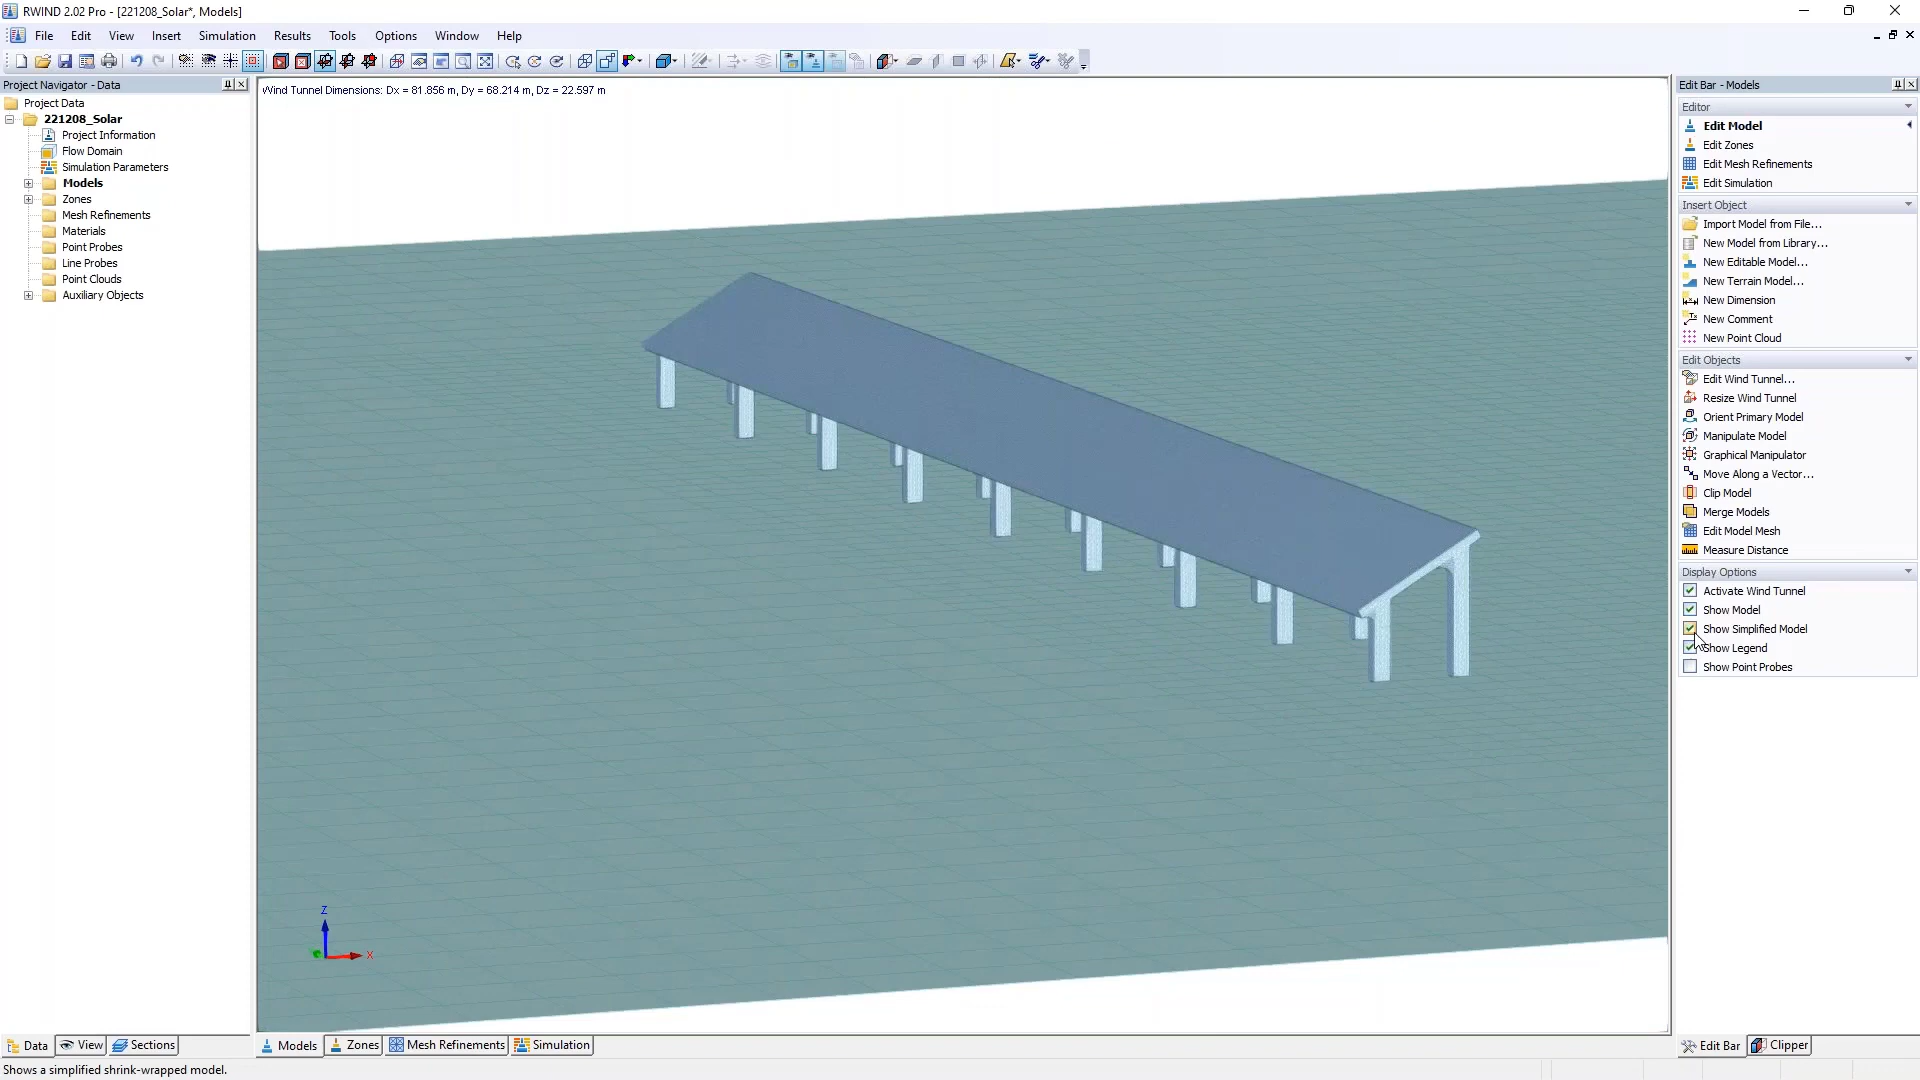 RWIND 2.02 Pro - [221208_Solar*, Models]
File Edit View Insert Simulation Results Tools Options Window Help
Project Navigator - Data
Project Data
221208_Solar
Project Information
Flow Domain
Simulation Parameters
Models
Zones
Mesh Refinements
Materials
Point Probes
Line Probes
Point Clouds
Auxiliary Objects
Wind Tunnel Dimensions: Dx = 81.856 m, Dy = 68.214 m, Dz = 22.597 m
Z
X
Edit Bar - Models
Editor
Edit Model
Edit Zones
Edit Mesh Refinements
Edit Simulation
Insert Object
Import Model from File...
New Model from Library...
New Editable Model...
New Terrain Model...
New Dimension
New Comment
New Point Cloud
Edit Objects
Edit Wind Tunnel...
Resize Wind Tunnel
Orient Primary Model
Manipulate Model
Graphical Manipulator
Move Along a Vector...
Clip Model
Merge Models
Edit Model Mesh
Measure Distance
Display Options
Activate Wind Tunnel
Show Model
Show Simplified Model
Show Legend
Show Point Probes
Data View Sections
Models Zones Mesh Refinements Simulation
Edit Bar Clipper
Shows a simplified shrink-wrapped model.